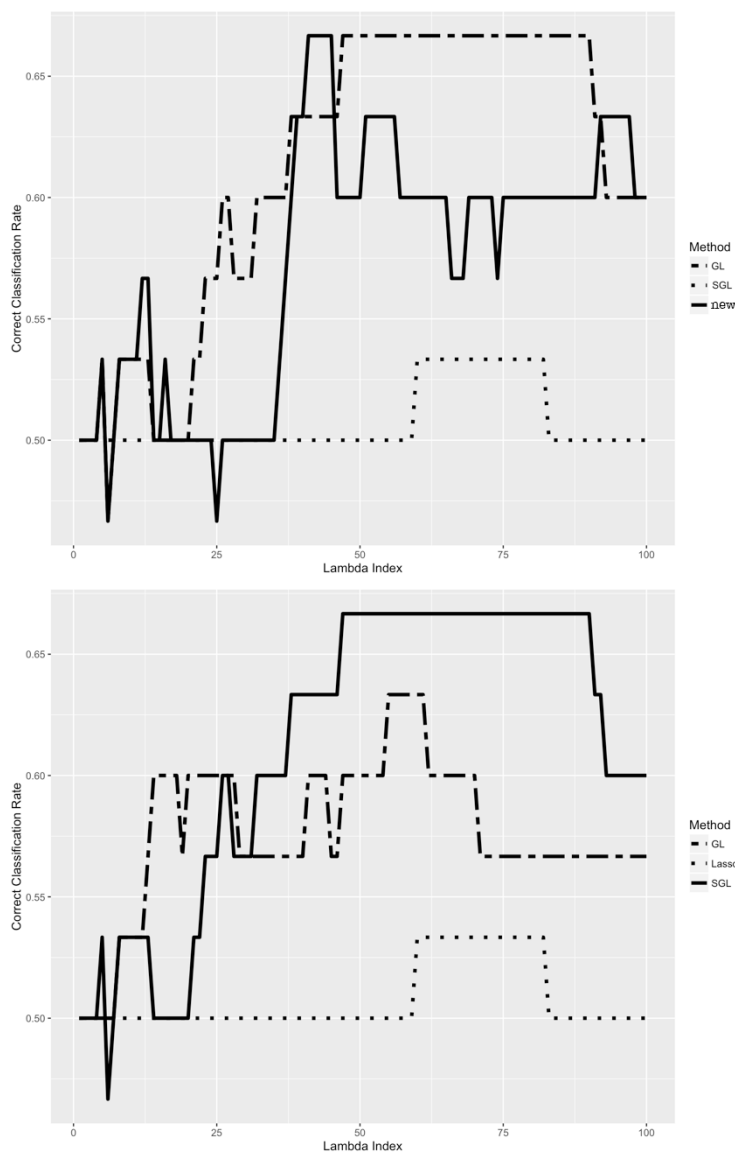 0.65
0.60
0.55
0.50
Correct Classification Rate
0
25
50
75
100
Lambda Index
Method
GL
SGL
new
0.65
0.60
0.55
0.50
Correct Classification Rate
0
25
50
75
100
Lambda Index
Method
GL
Lasso
SGL